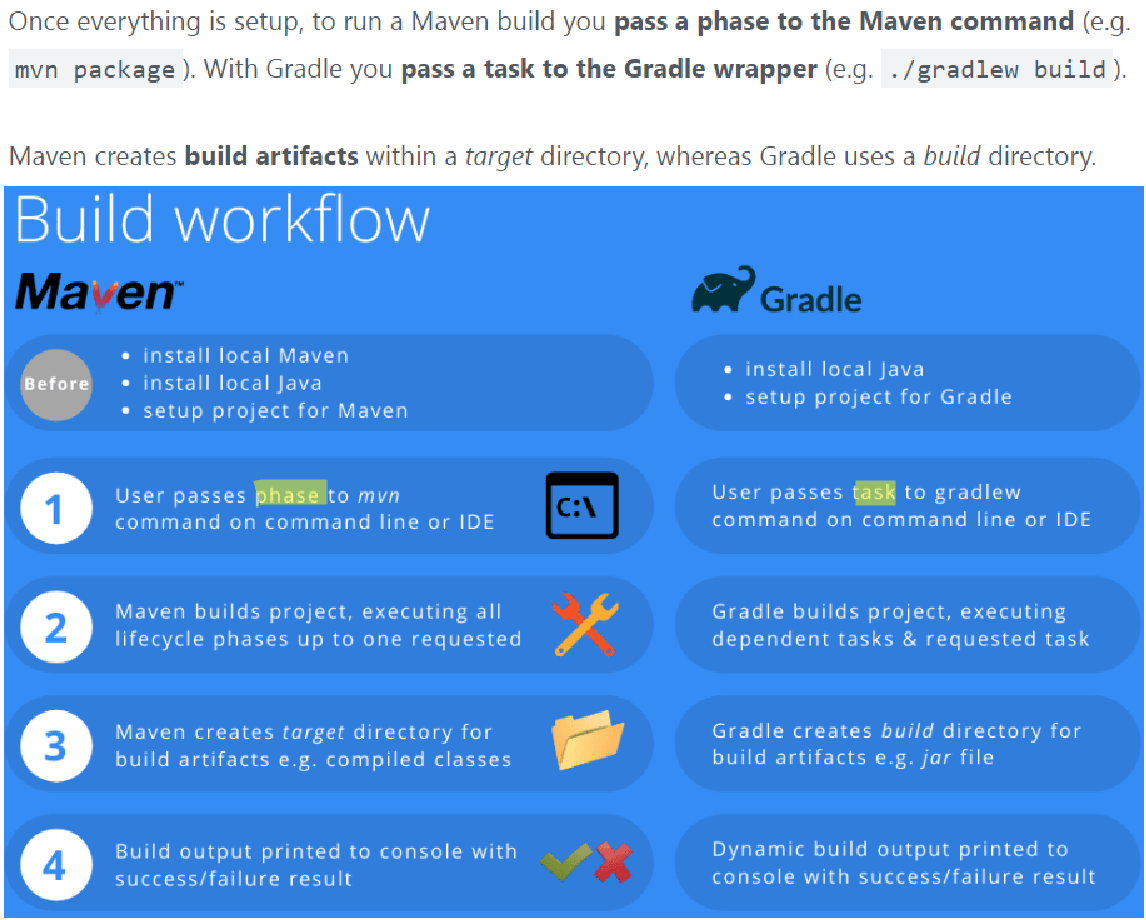 Once everything is setup, to run a Maven build you pass a phase to the Maven command (e.g.
mvn package). With Gradle you pass a task to the Gradle wrapper (e.g. ./gradlew build).
Maven creates build artifacts within a target directory, whereas Gradle uses a build directory.
Build workflow
Maven™
Gradle
Before
• install local Maven
• install local Java
• setup project for Maven
• install local Java
• setup project for Gradle
1
User passes phase to mvn
command on command line or IDE
C:\
User passes task to gradlew
command on command line or IDE
2
Maven builds project, executing all
lifecycle phases up to one requested
Gradle builds project, executing
dependent tasks & requested task
3
Maven creates target directory for
build artifacts e.g. compiled classes
Gradle creates build directory for
build artifacts e.g. jar file
4
Build output printed to console with
success/failure result
Dynamic build output printed to
console with success/failure result